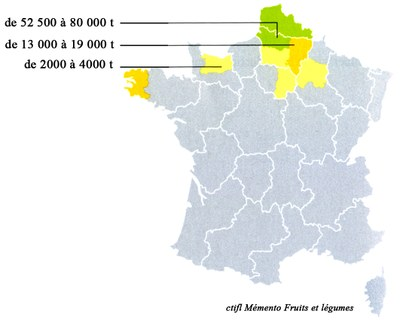 de 52 500 à 80 000 t
de 13 000 à 19 000 t
de 2000 à 4000 t
ctifl Mémento Fruits et légumes